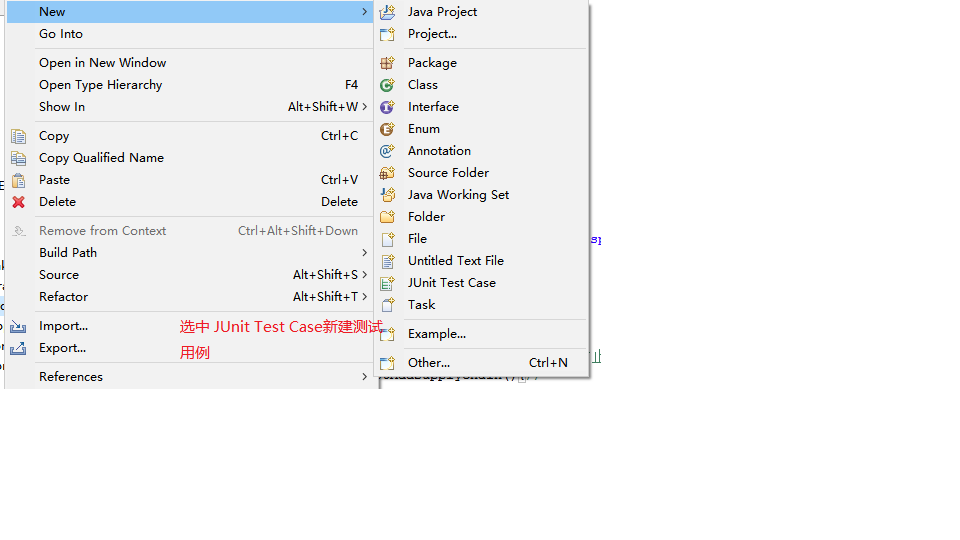 New
Go Into
Open in New Window
Open Type Hierarchy F4
Show In Alt+Shift+W
Copy Ctrl+C
Copy Qualified Name
Paste Ctrl+V
Delete Delete
Remove from Context Ctrl+Alt+Shift+Down
Build Path
Source Alt+Shift+S
Refactor Alt+Shift+T
Import...
Export...
References
选中 JUnit Test Case新建测试
用例
Java Project
Project...
Package
Class
Interface
Enum
Annotation
Source Folder
Java Working Set
Folder
File
Untitled Text File
JUnit Test Case
Task
Example...
Other... Ctrl+N